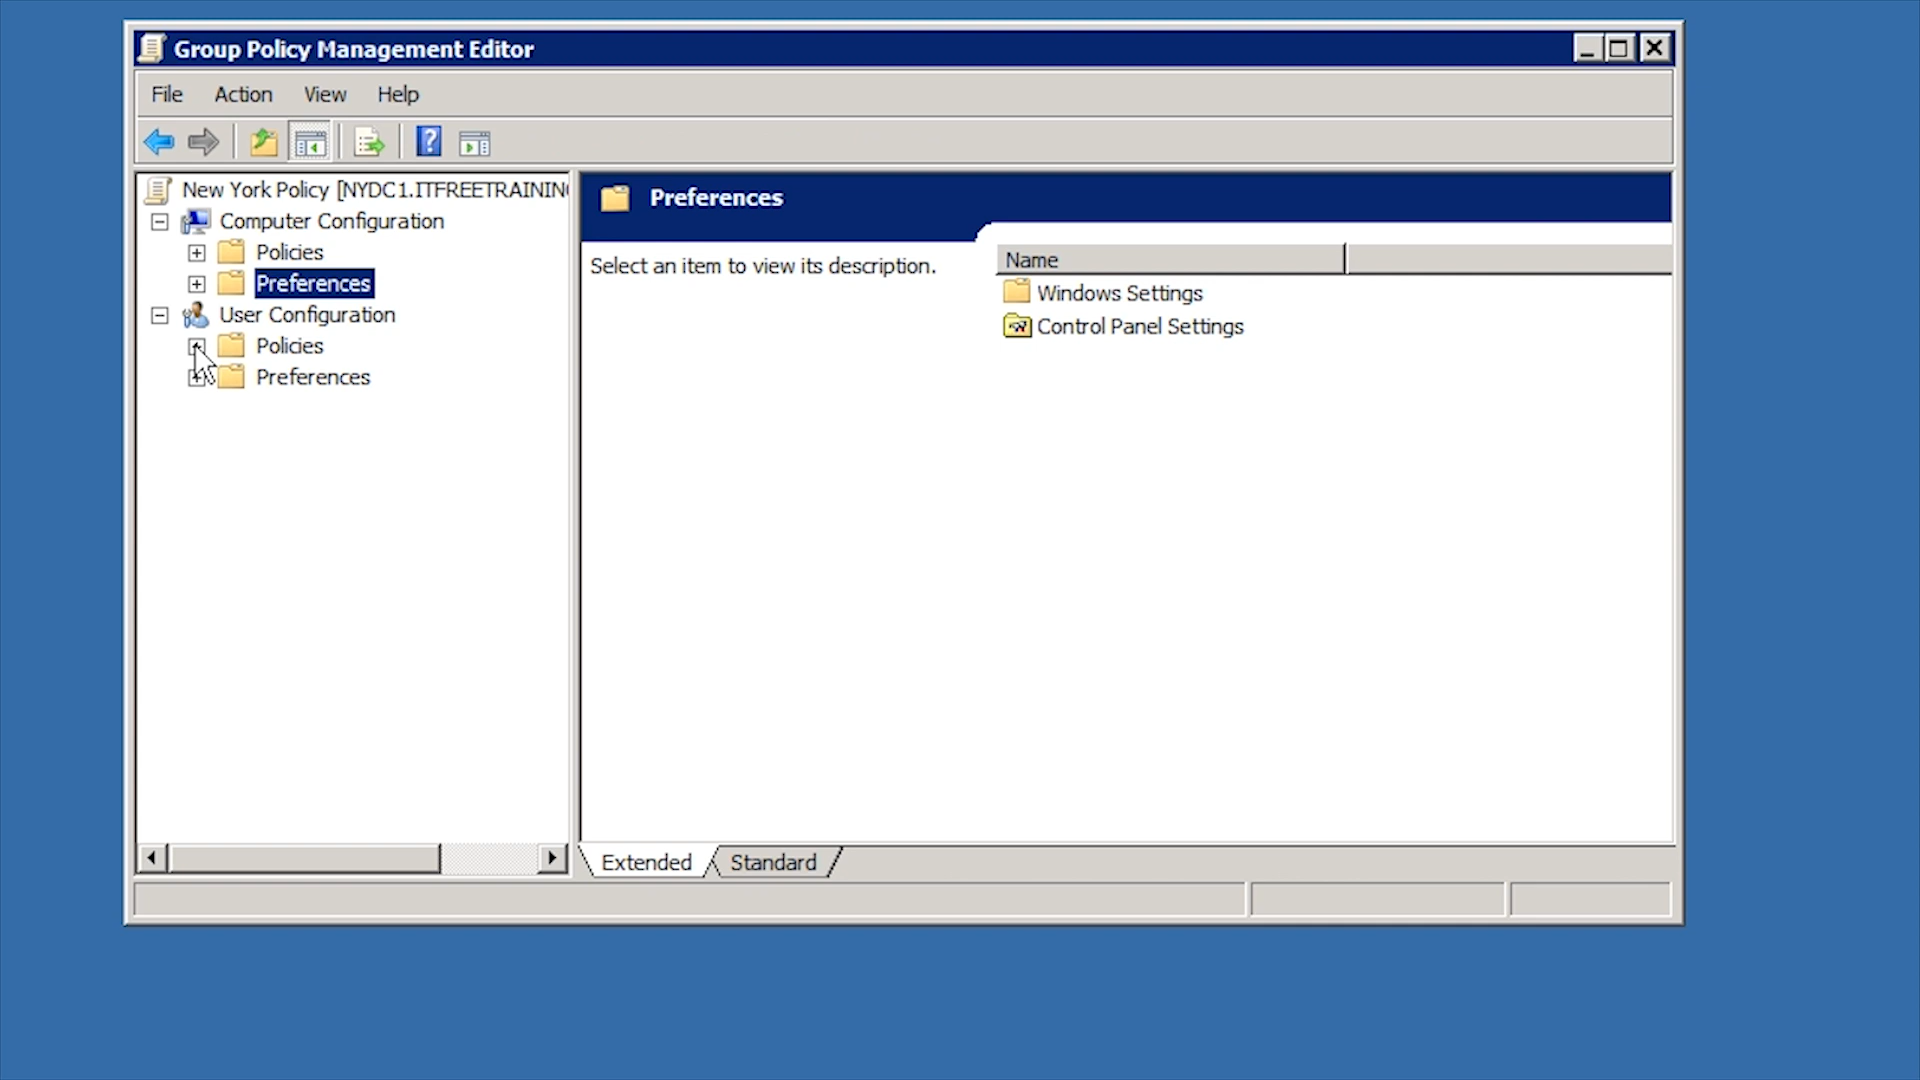 Group Policy Management Editor
File Action View Help
New York Policy [NYDC1.ITFREETRAINING
Computer Configuration
Policies
Preferences
User Configuration
Policies
Preferences
Preferences
Select an item to view its description.
Name
Windows Settings
Control Panel Settings
Extended Standard